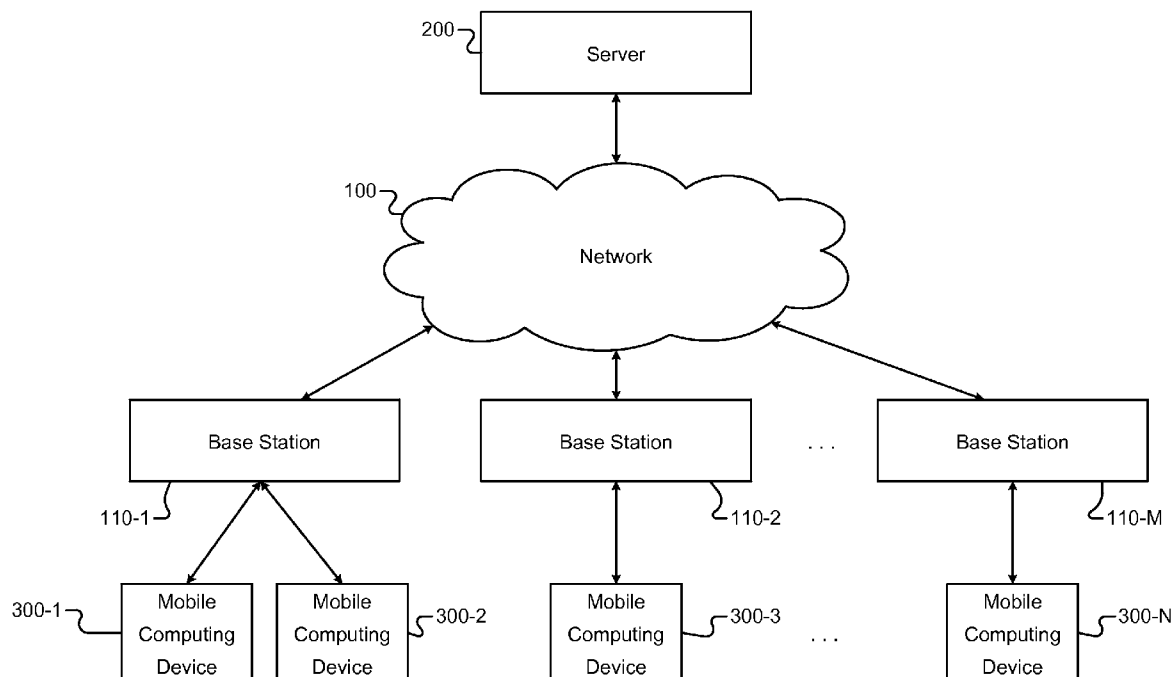 200
Server
100
Network
Base Station
Base Station
. . .
Base Station
110-1
110-2
110-M
300-1
Mobile
Computing
Device
Mobile
Computing
Device
300-2
Mobile
Computing
Device
300-3
. . .
Mobile
Computing
Device
300-N